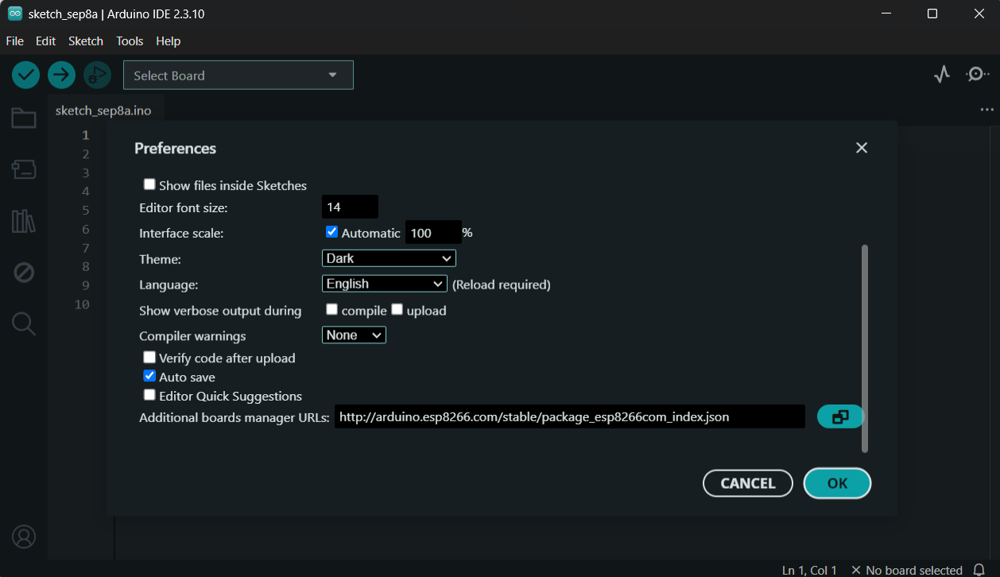 sketch_sep8a | Arduino IDE 2.3.10
File Edit Sketch Tools Help
Select Board
sketch_sep8a.ino
1
2
3
4
5
6
7
8
9
10
Preferences
Show files inside Sketches
Editor font size: 14
Interface scale: Automatic 100 %
Theme: Dark
Language: English (Reload required)
Show verbose output during compile upload
Compiler warnings None
Verify code after upload
Auto save
Editor Quick Suggestions
Additional boards manager URLs: http://arduino.esp8266.com/stable/package_esp8266com_index.json
CANCEL OK
Ln 1, Col 1 No board selected